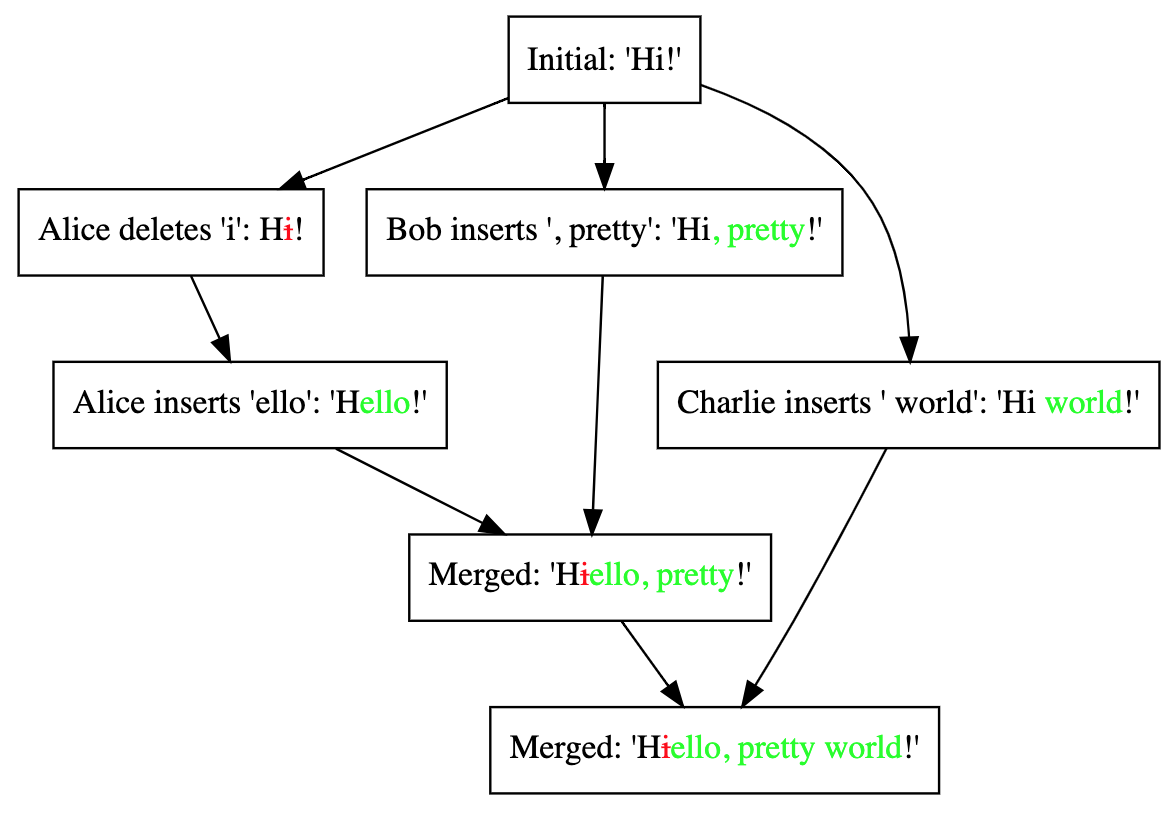 Initial: 'Hi!'
Alice deletes 'i': Hi!
Bob inserts ', pretty': 'Hi, pretty!'
Alice inserts 'ello': 'Hello!'
Charlie inserts ' world': 'Hi world!'
Merged: 'Hiello, pretty!'
Merged: 'Hiello, pretty world!'